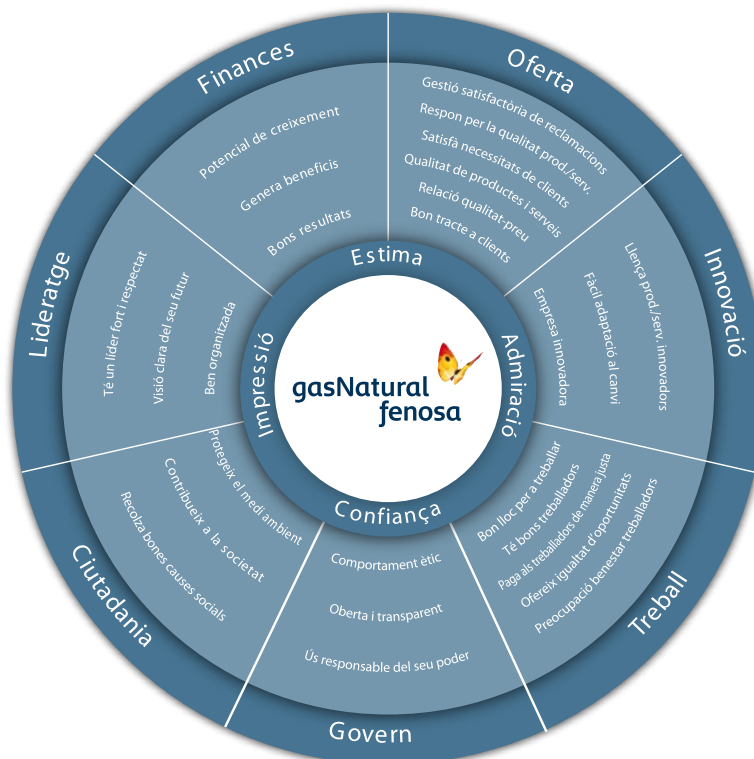 Finances
Potencial de creixement
Genera beneficis
Bons resultats
Oferta
Gestió satisfactòria de reclamacions
Respon per la qualitat prod./serv.
Satisfà necessitats de clients
Qualitat de productes i serveis
Relació qualitat-preu
Bon tracte a clients
Innovació
Llença prod./serv. innovadors
Fàcil adaptació al canvi
Empresa innovadora
Treball
Bon lloc per a treballar
Té bons treballadors
Paga als treballadors de manera justa
Ofereix igualtat d'oportunitats
Preocupació benestar treballadors
Govern
Comportament ètic
Oberta i transparent
Ús responsable del seu poder
Ciutadania
Protegeix el medi ambient
Contribueix a la societat
Recolza bones causes socials
Lideratge
Té un líder fort i respectat
Visió clara del seu futur
Ben organitzada
Estima
Admiració
Confiança
Impressió
gasNatural
fenosa